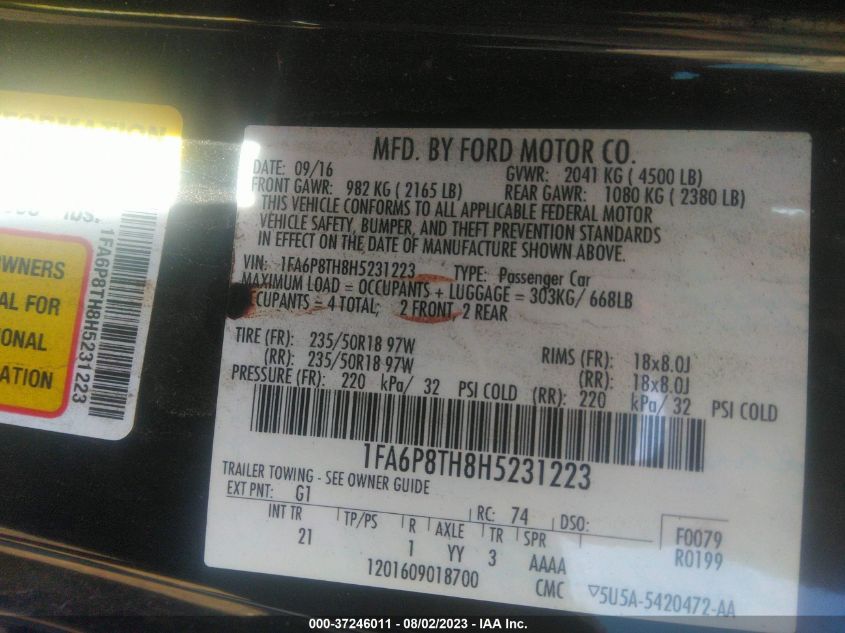 ORMATION
lbs.
OWNERS
AL FOR
ONAL
ATION
1FA6P8TH8H5231223
MFD. BY FORD MOTOR CO.
DATE: 09/16 GVWR: 2041 KG ( 4500 LB)
FRONT GAWR: 982 KG ( 2165 LB) REAR GAWR: 1080 KG ( 2380 LB)
THIS VEHICLE CONFORMS TO ALL APPLICABLE FEDERAL MOTOR
VEHICLE SAFETY, BUMPER, AND THEFT PREVENTION STANDARDS
IN EFFECT ON THE DATE OF MANUFACTURE SHOWN ABOVE.
VIN: 1FA6P8TH8H5231223 TYPE: Passenger Car
MAXIMUM LOAD = OCCUPANTS + LUGGAGE = 303KG/ 668LB
CUPANTS = 4 TOTAL; 2 FRONT, 2 REAR
TIRE (FR): 235/50R18 97W RIMS (FR): 18x8.0J
(RR): 235/50R18 97W (RR): 18x8.0J
PRESSURE (FR): 220 kPa/ 32 PSI COLD (RR): 220 kPa/ 32 PSI COLD
1FA6P8TH8H5231223
TRAILER TOWING - SEE OWNER GUIDE
EXT PNT: G1 RC: 74 DSO: F0079
INT TR TP/PS R AXLE TR SPR R0199
21 1 YY 3 AAAA
1201609018700 CMC ▽5U5A-5420472-AA
000-37246011 - 08/02/2023 - IAA Inc.